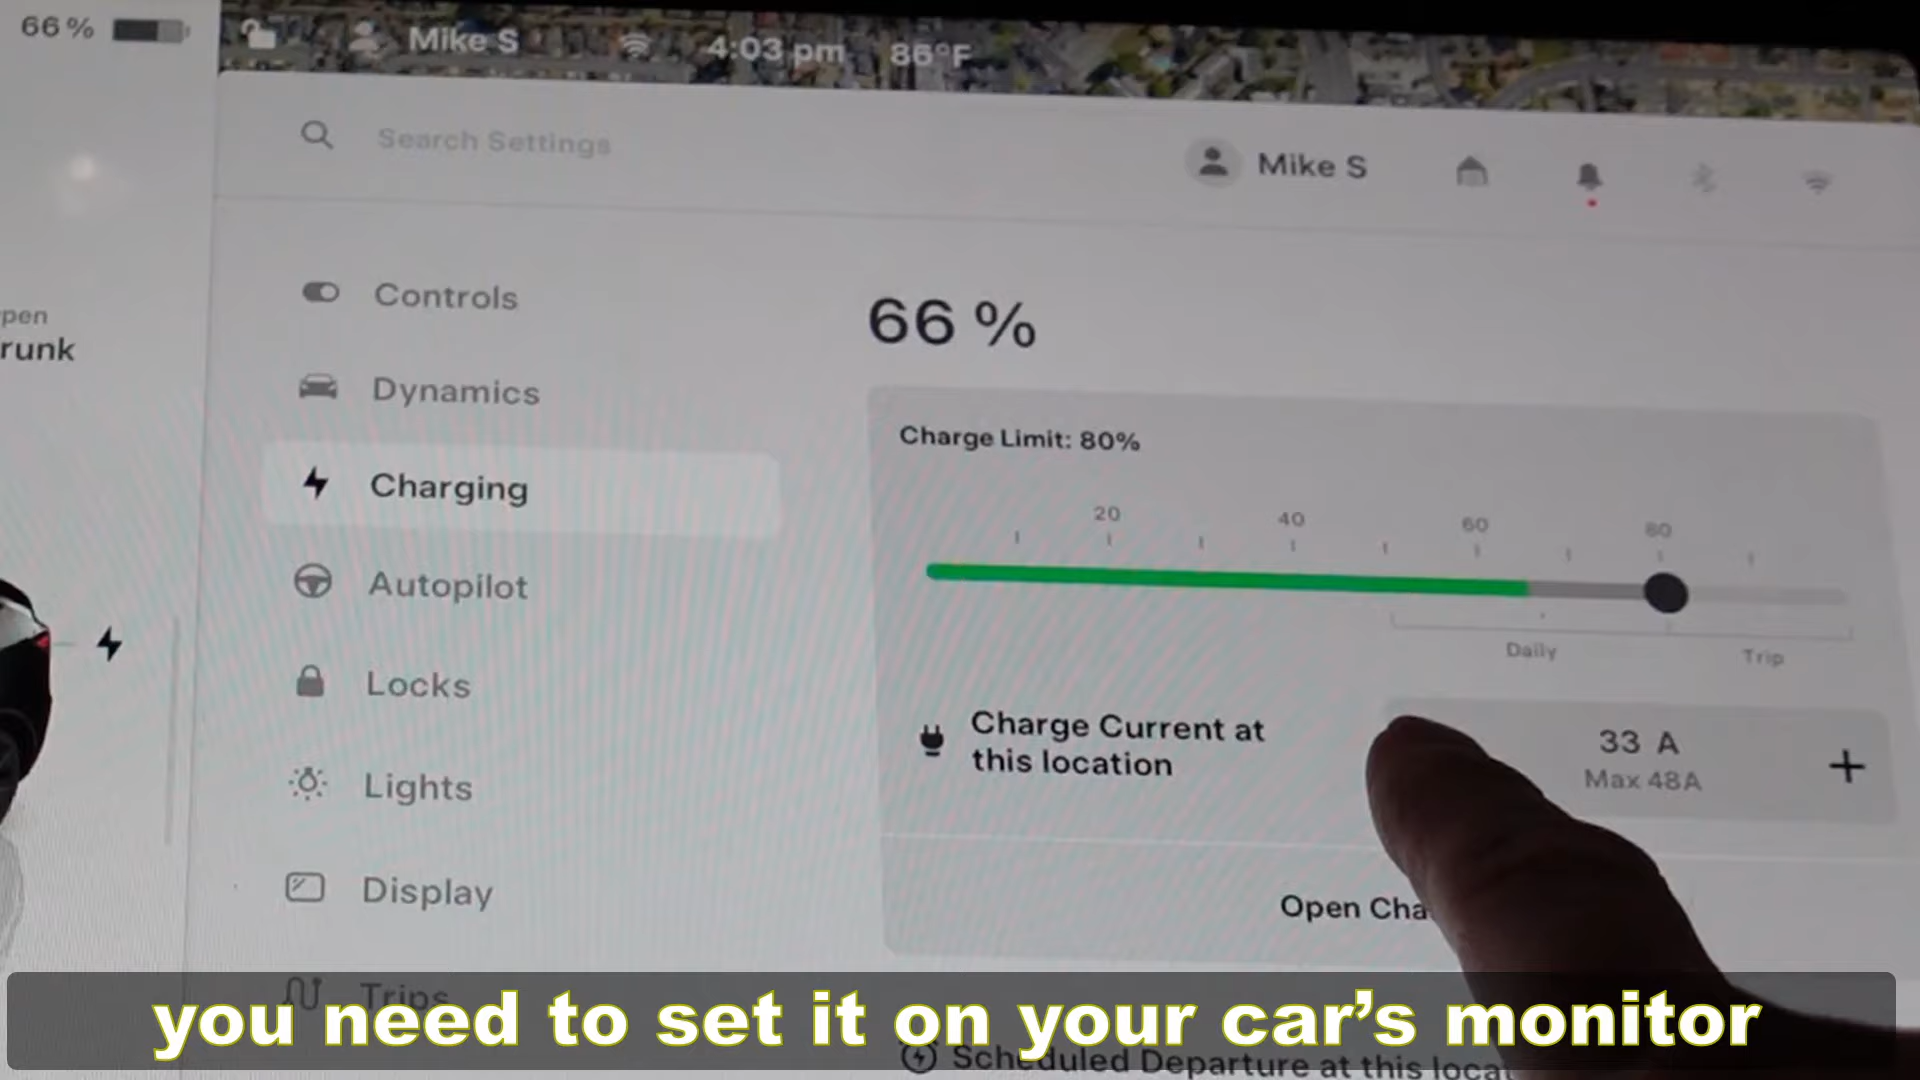 66%
Mike S
4:03 pm
86°F
Search Settings
Mike S
pen
runk
Controls
Dynamics
Charging
Autopilot
Locks
Lights
Display
Trips
66 %
Charge Limit: 80%
20 40 60 80
Daily
Trip
Charge Current at
this location
33 A
Max 48A
+
Open Cha
Scheduled Departure at this locat
you need to set it on your car's monitor